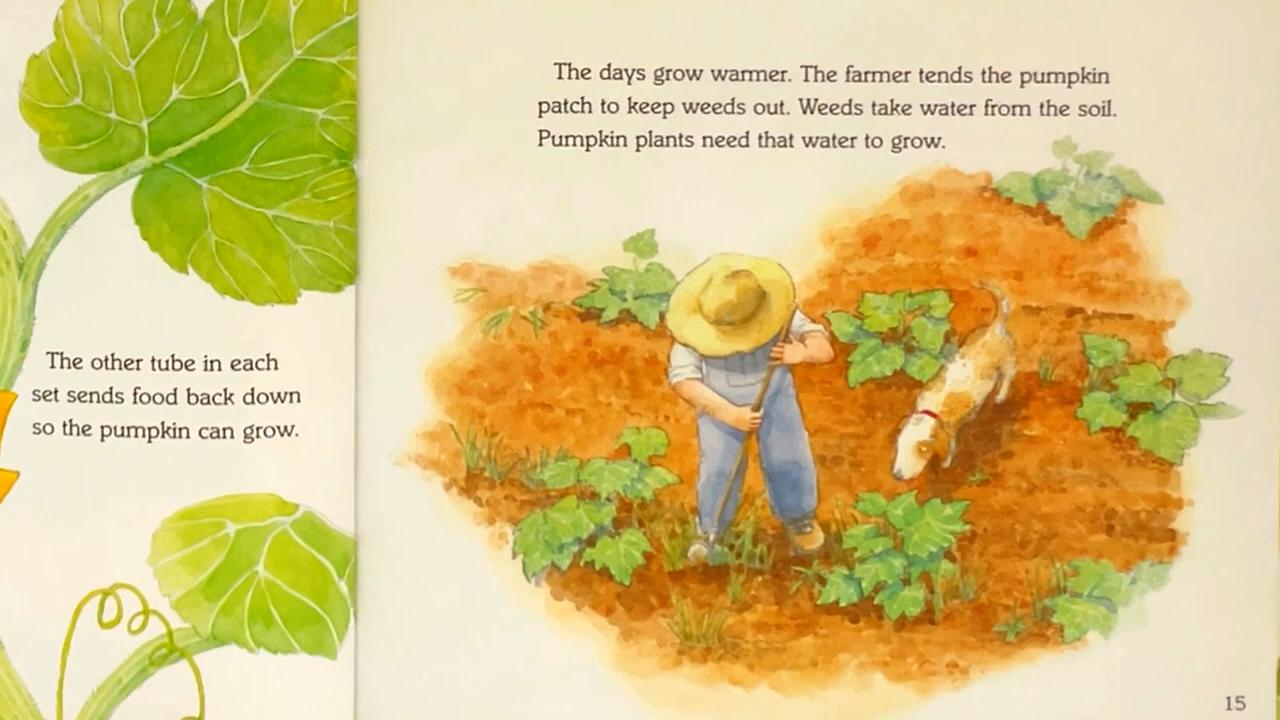 The other tube in each
set sends food back down
so the pumpkin can grow.
The days grow warmer. The farmer tends the pumpkin
patch to keep weeds out. Weeds take water from the soil.
Pumpkin plants need that water to grow.
15